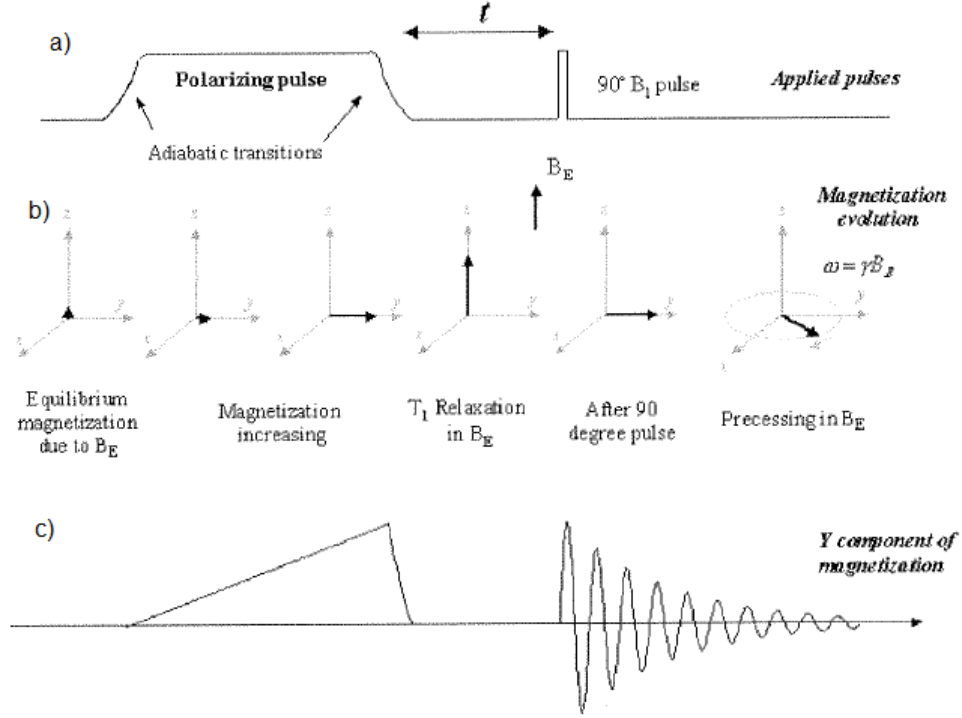 a)
t
Polarizing pulse
90° B1 pulse
Applied pulses
Adiabatic transitions
BE
b)
Magnetization
evolution
z
z
z
z
z
z
ω = γBE
y
y
y
y
y
y
x
x
x
x
x
x
Equilibrium
magnetization
due to BE
Magnetization
increasing
T1 Relaxation
in BE
After 90
degree pulse
Precessing in BE
c)
Y component of
magnetization